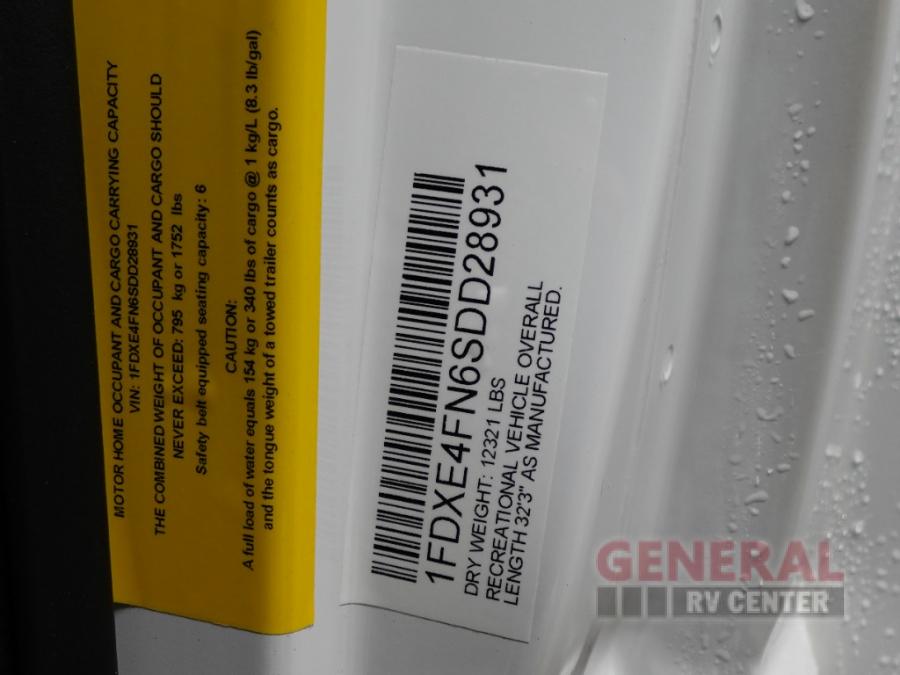 MOTOR HOME OCCUPANT AND CARGO CARRYING CAPACITY
VIN: 1FDXE4FN6SDD28931
THE COMBINED WEIGHT OF OCCUPANT AND CARGO SHOULD
NEVER EXCEED: 795 kg or 1752 lbs
Safety belt equipped seating capacity: 6
CAUTION:
A full load of water equals 154 kg or 340 lbs of cargo @ 1 kg/L (8.3 lb/gal)
and the tongue weight of a towed trailer counts as cargo.
1FDXE4FN6SDD28931
DRY WEIGHT: 12321 LBS
RECREATIONAL VEHICLE OVERALL
LENGTH 32'3" AS MANUFACTURED.
GENERAL
RV CENTER